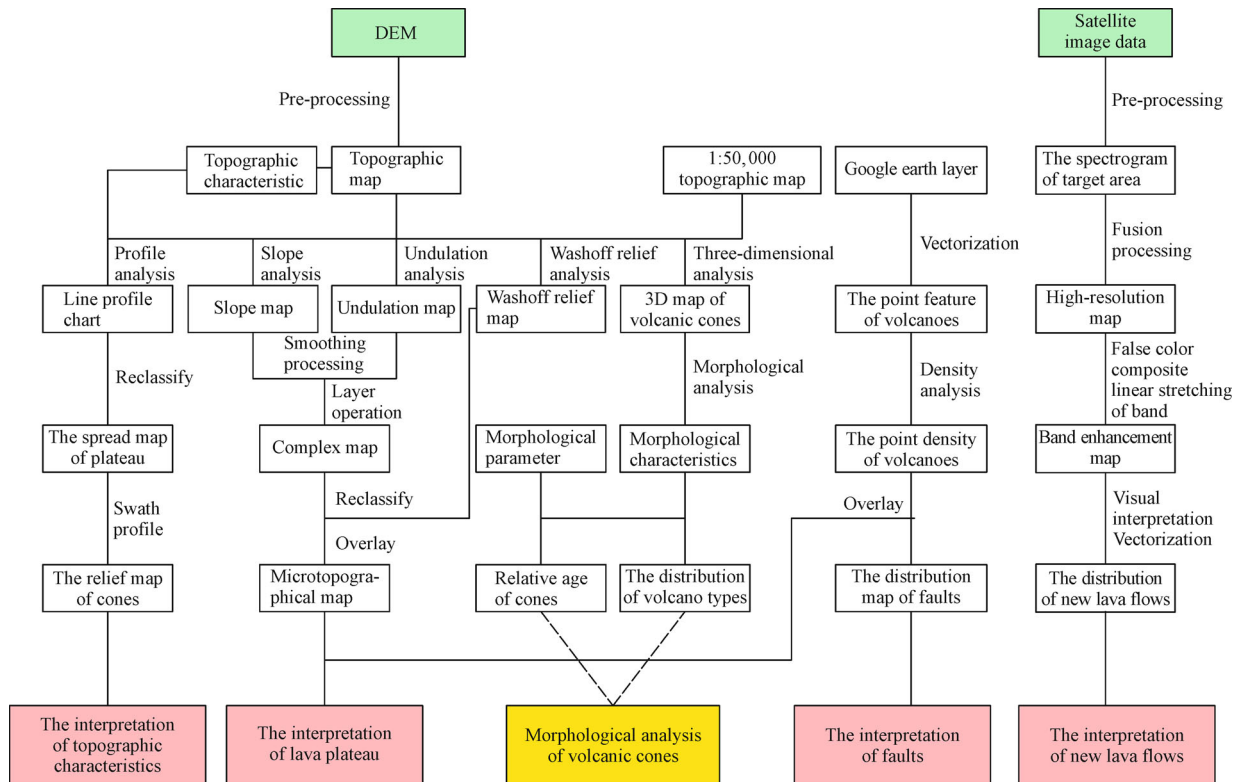 DEM
Satellite
image data
Pre-processing
Pre-processing
Topographic
characteristic
Topographic
map
1:50,000
topographic map
Google earth layer
The spectrogram
of target area
Profile
analysis
Slope
analysis
Undulation
analysis
Washoff relief
analysis
Three-dimensional
analysis
Vectorization
Fusion
processing
Line profile
chart
Slope map
Undulation map
Washoff relief
map
3D map of
volcanic cones
The point feature
of volcanoes
High-resolution
map
Smoothing
processing
Reclassify
Layer
operation
Morphological
analysis
Density
analysis
False color
composite
linear stretching
of band
The spread map
of plateau
Complex map
Morphological
parameter
Morphological
characteristics
The point density
of volcanoes
Band enhancement
map
Swath
profile
Reclassify
Overlay
Overlay
Visual
interpretation
Vectorization
The relief map
of cones
Microtopogra-
phical map
Relative age
of cones
The distribution
of volcano types
The distribution
map of faults
The distribution
of new lava flows
The interpretation
of topographic
characteristics
The interpretation
of lava plateau
Morphological analysis
of volcanic cones
The interpretation
of faults
The interpretation
of new lava flows